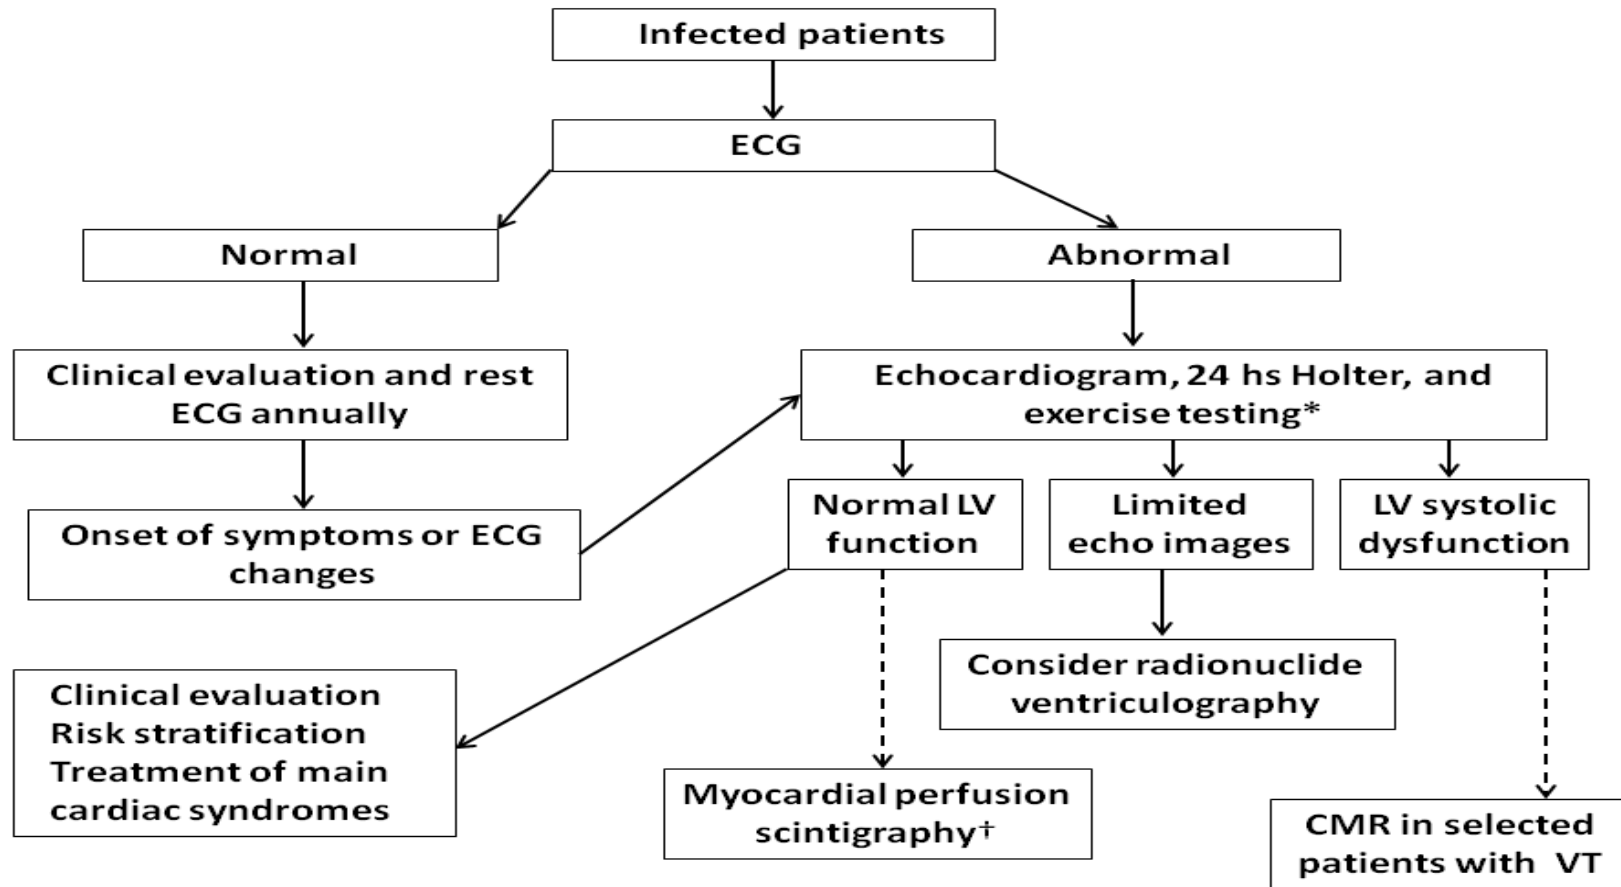 Infected patients
ECG
Normal
Abnormal
Clinical evaluation and rest
ECG annually
Echocardiogram, 24 hs Holter, and
exercise testing*
Onset of symptoms or ECG
changes
Normal LV
function
Limited
echo images
LV systolic
dysfunction
Consider radionuclide
ventriculography
Clinical evaluation
Risk stratification
Treatment of main
cardiac syndromes
Myocardial perfusion
scintigraphy†
CMR in selected
patients with VT